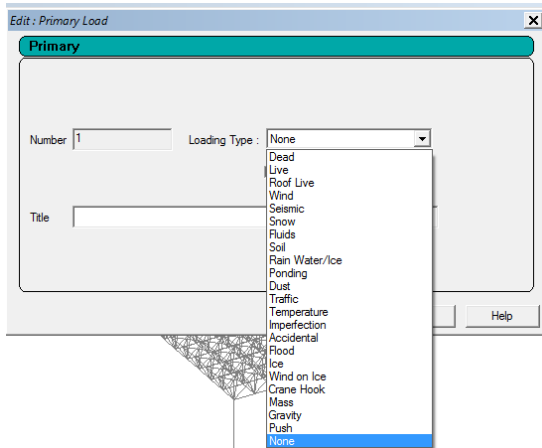 Edit : Primary Load
Primary
Number 1 Loading Type : None
Dead
Live
Roof Live
Wind
Seismic
Title
Snow
Fluids
Soil
Rain Water/Ice
Ponding
Dust
Traffic
Temperature
Help
Imperfection
Accidental
Flood
Ice
Wind on Ice
Crane Hook
Mass
Gravity
Push
None